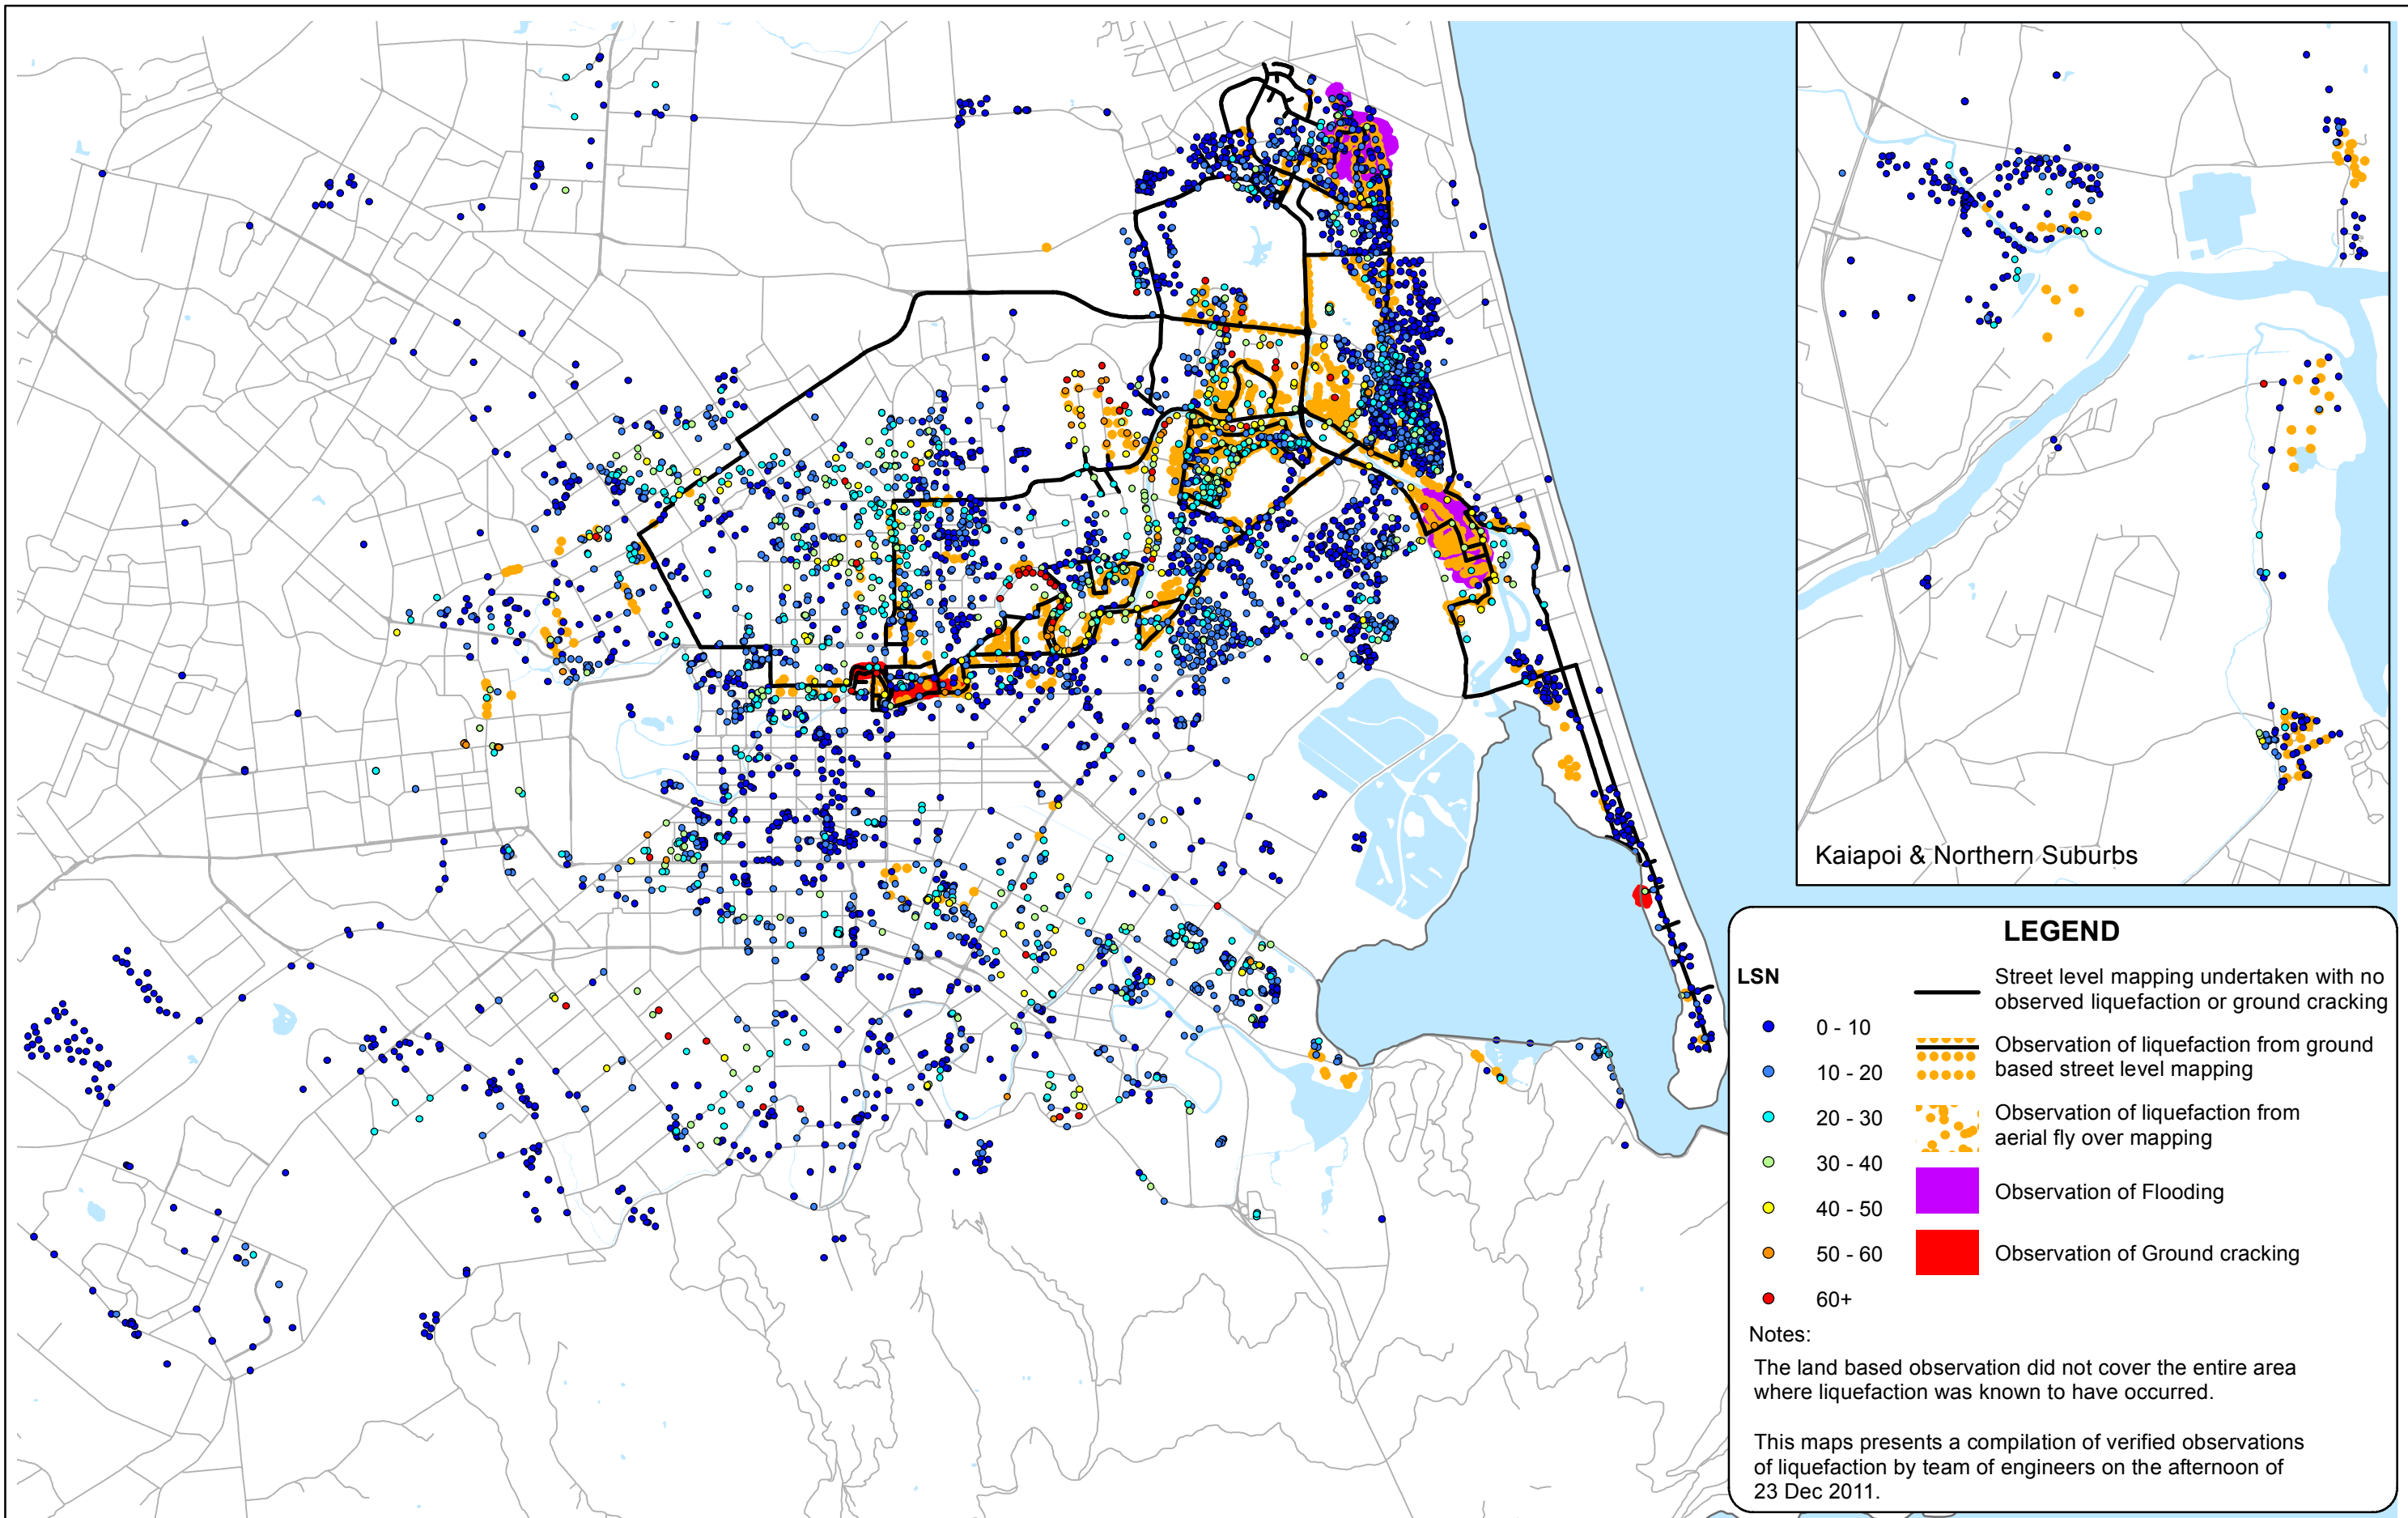 Kaiapoi & Northern Suburbs
LEGEND
LSN
0 - 10
10 - 20
20 - 30
30 - 40
40 - 50
50 - 60
60+
Street level mapping undertaken with no
observed liquefaction or ground cracking
Observation of liquefaction from ground
based street level mapping
Observation of liquefaction from
aerial fly over mapping
Observation of Flooding
Observation of Ground cracking
Notes:
The land based observation did not cover the entire area
where liquefaction was known to have occurred.
This maps presents a compilation of verified observations
of liquefaction by team of engineers on the afternoon of
23 Dec 2011.